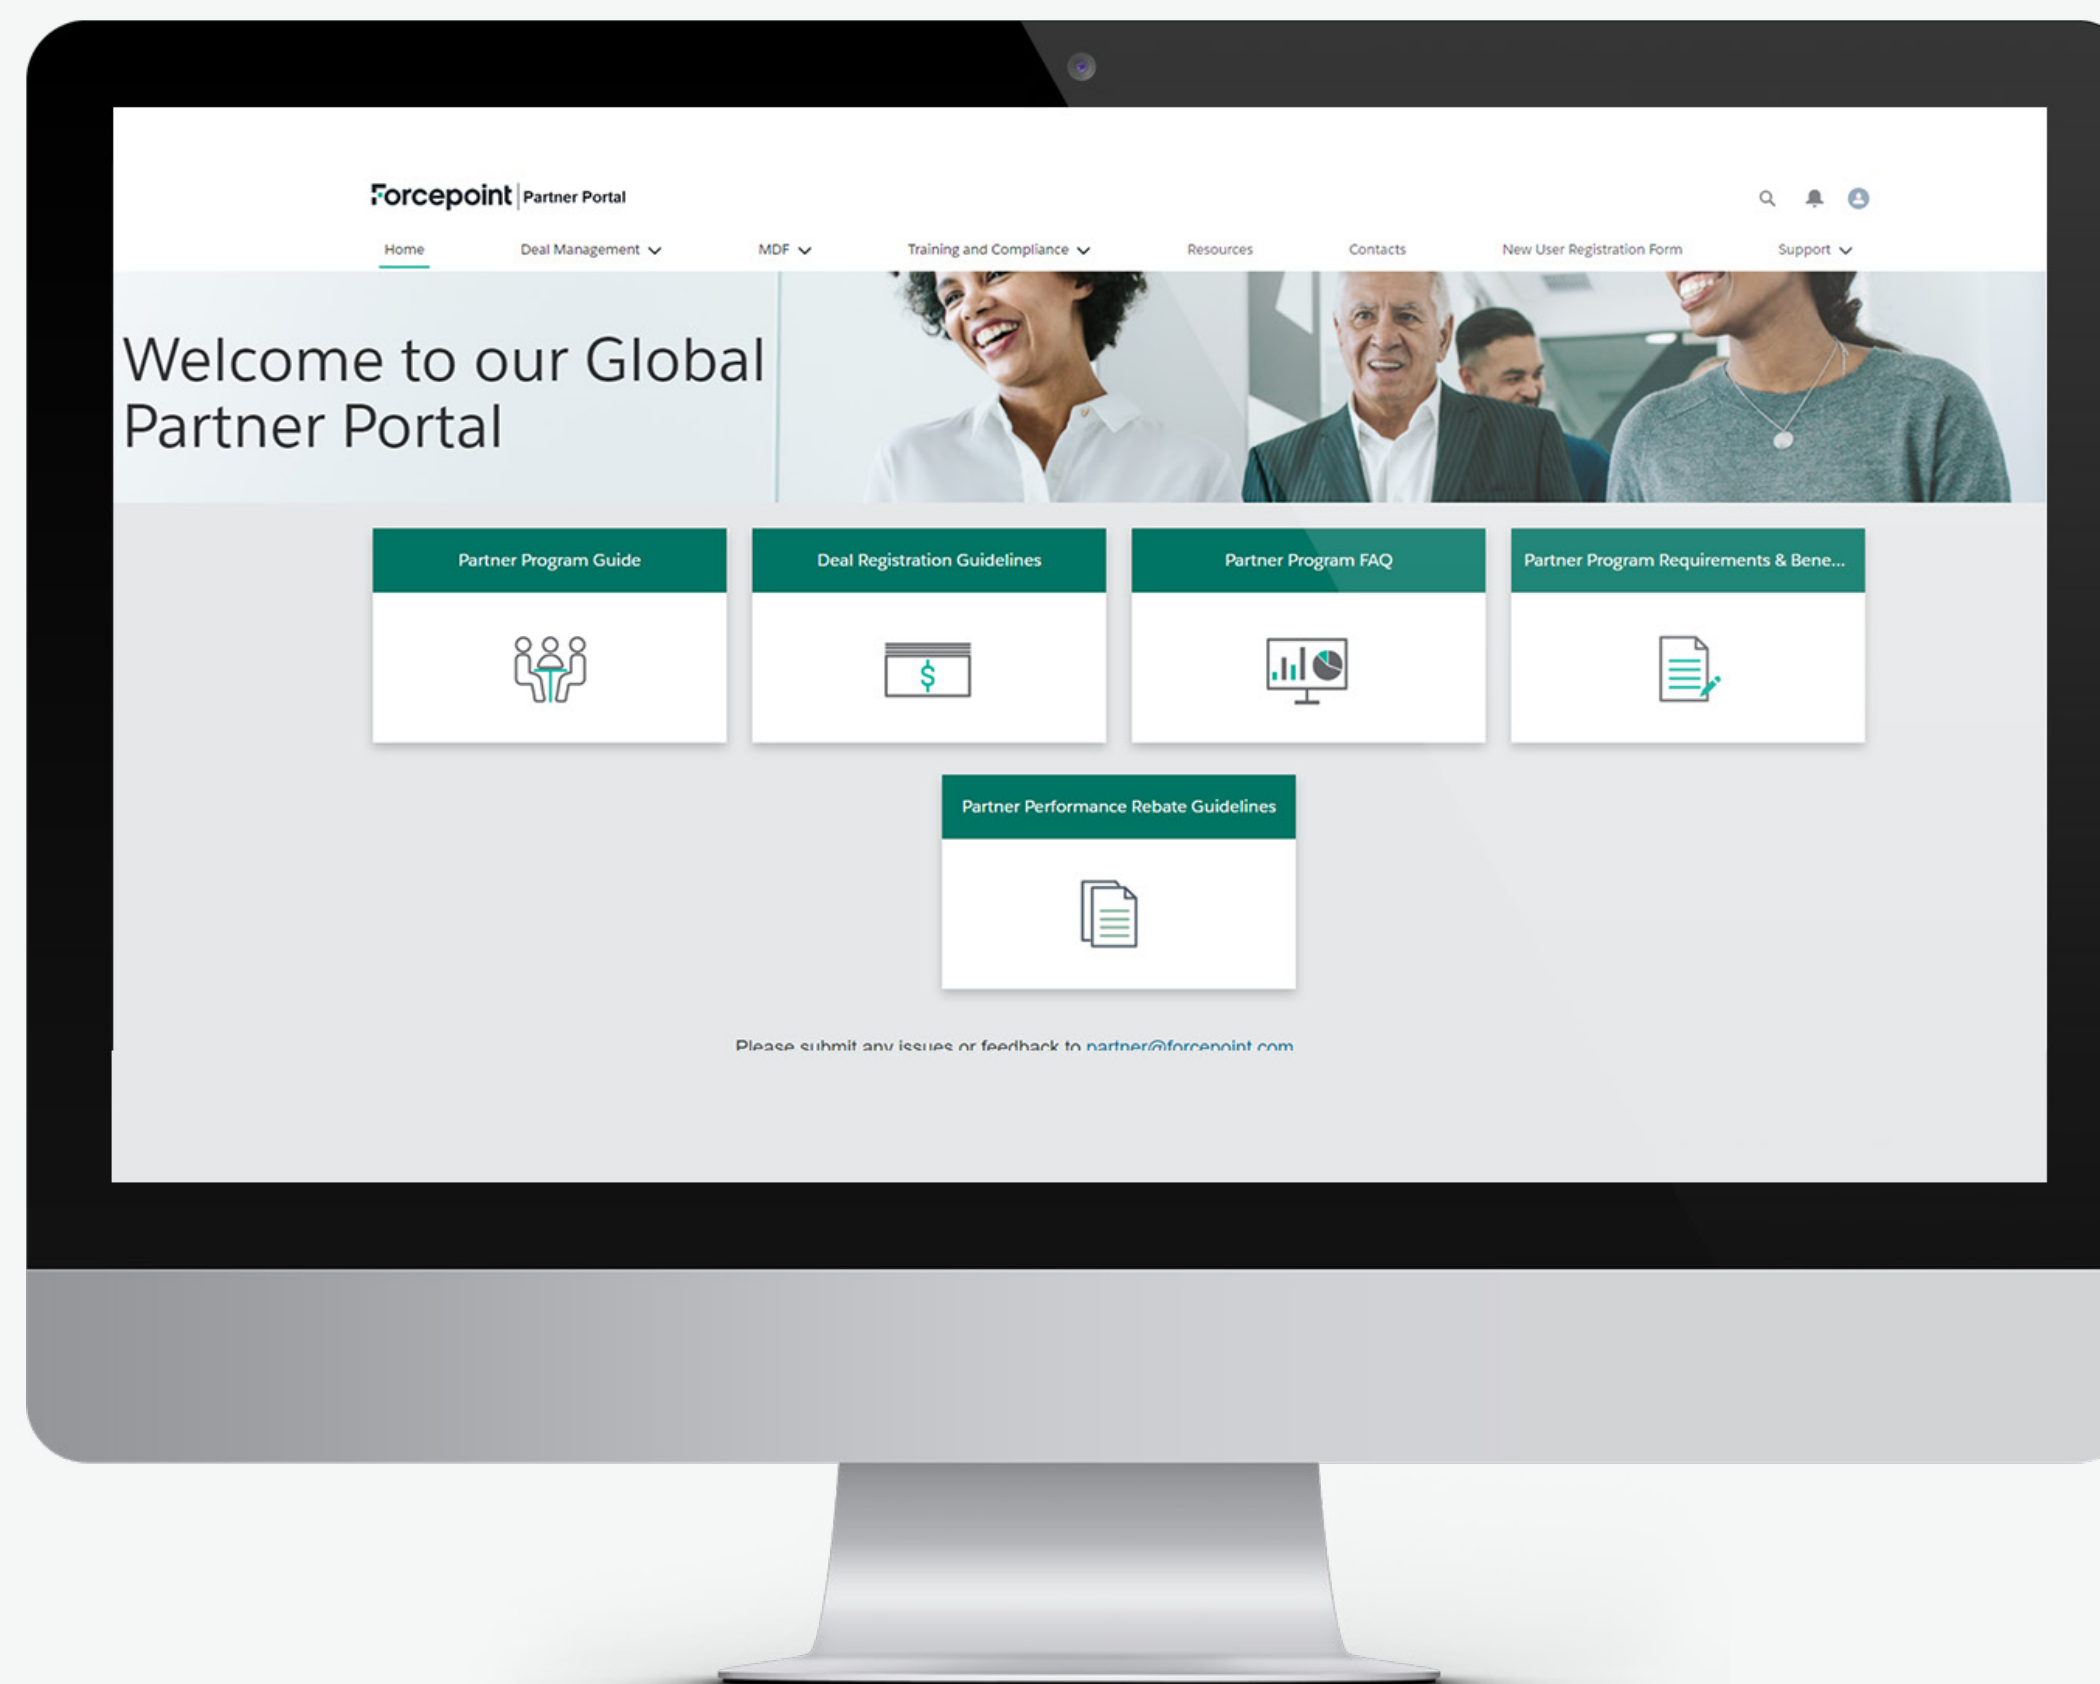 Forcepoint Partner Portal
Home Deal Management MDF Training and Compliance Resources Contacts New User Registration Form Support
Welcome to our Global
Partner Portal
Partner Program Guide Deal Registration Guidelines Partner Program FAQ Partner Program Requirements & Bene...
$
Partner Performance Rebate Guidelines
Please submit any issues or feedback to partner@forcepoint.com